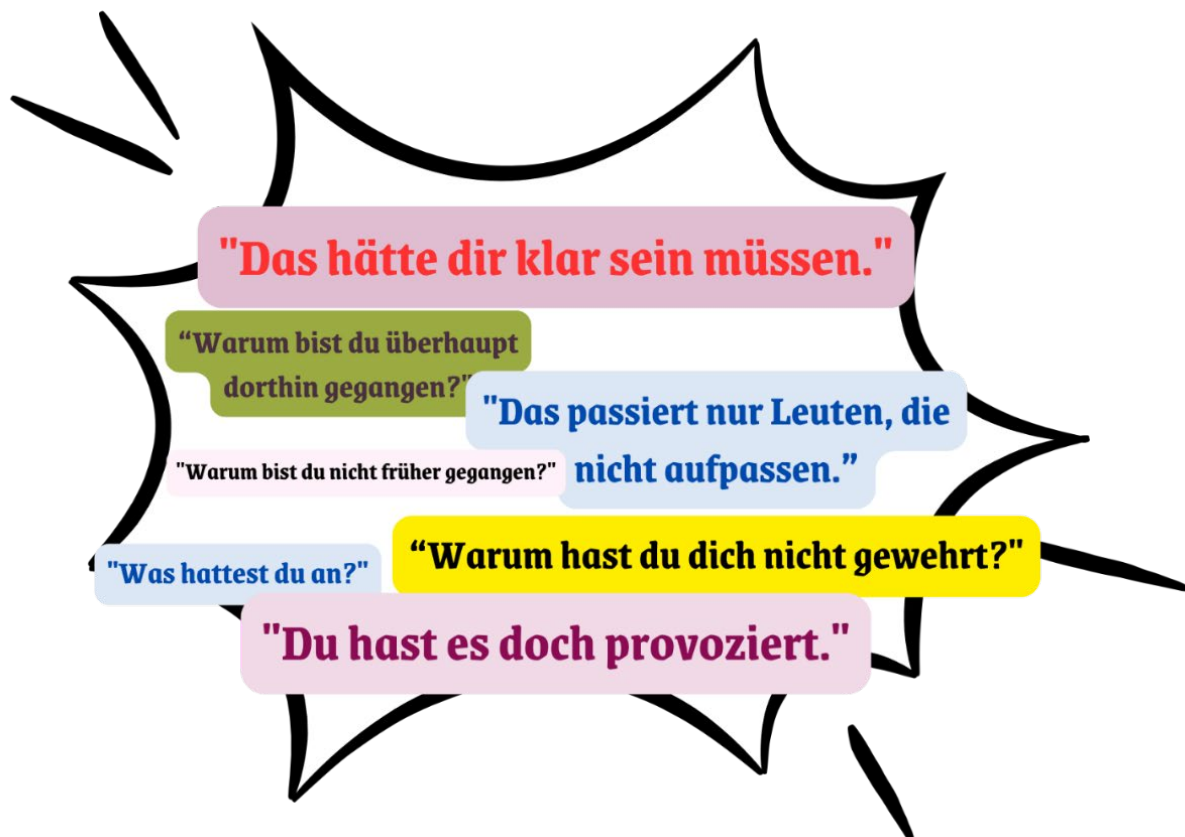 "Das hätte dir klar sein müssen."
“Warum bist du überhaupt
dorthin gegangen?"
"Das passiert nur Leuten, die
nicht aufpassen.”
"Warum bist du nicht früher gegangen?"
“Warum hast du dich nicht gewehrt?"
"Was hattest du an?"
"Du hast es doch provoziert."